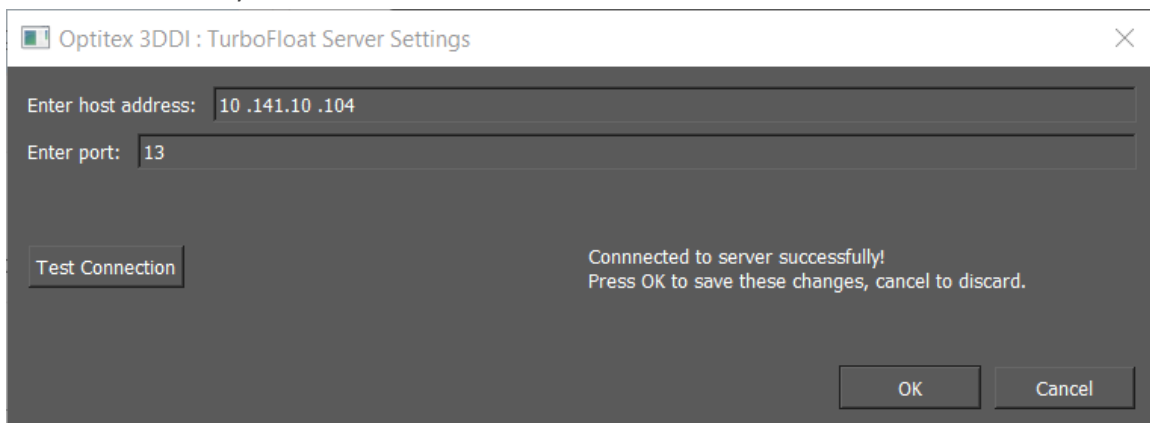 Optitex 3DDI : TurboFloat Server Settings
Enter host address: 10 .141.10 .104
Enter port: 13
Test Connection
Connnected to server successfully!
Press OK to save these changes, cancel to discard.
OK Cancel